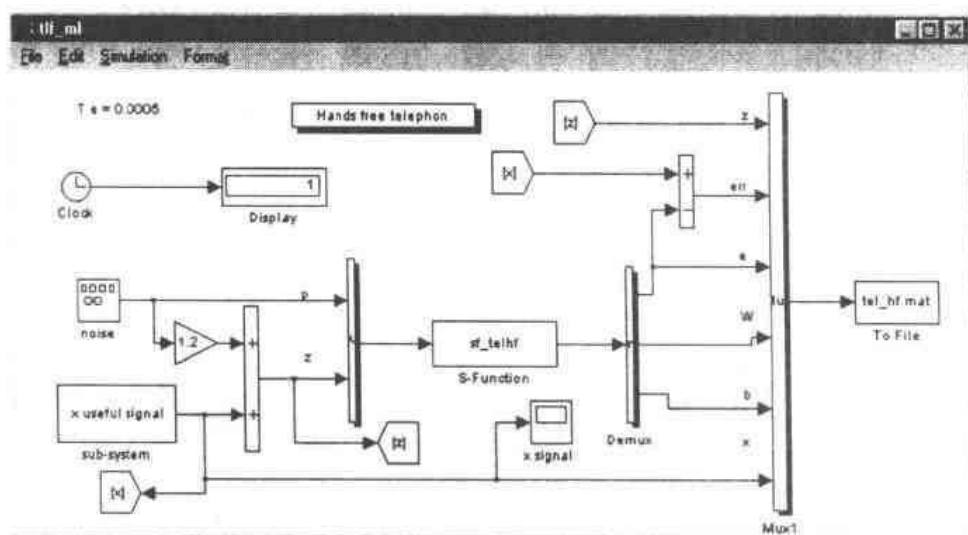 tlf_ml
File Edit Simulation Format
T e = 0.0005
Hands free telephon
[z]
z
[x]
+
err
−
Clock
1
Display
e
noise
p
1.2
+
z
sf_telhf
S-Function
W
tel_hf mat
To File
x useful signal
+
sub-system
[z]
x signal
Demux
b
x
[x]
Mux1